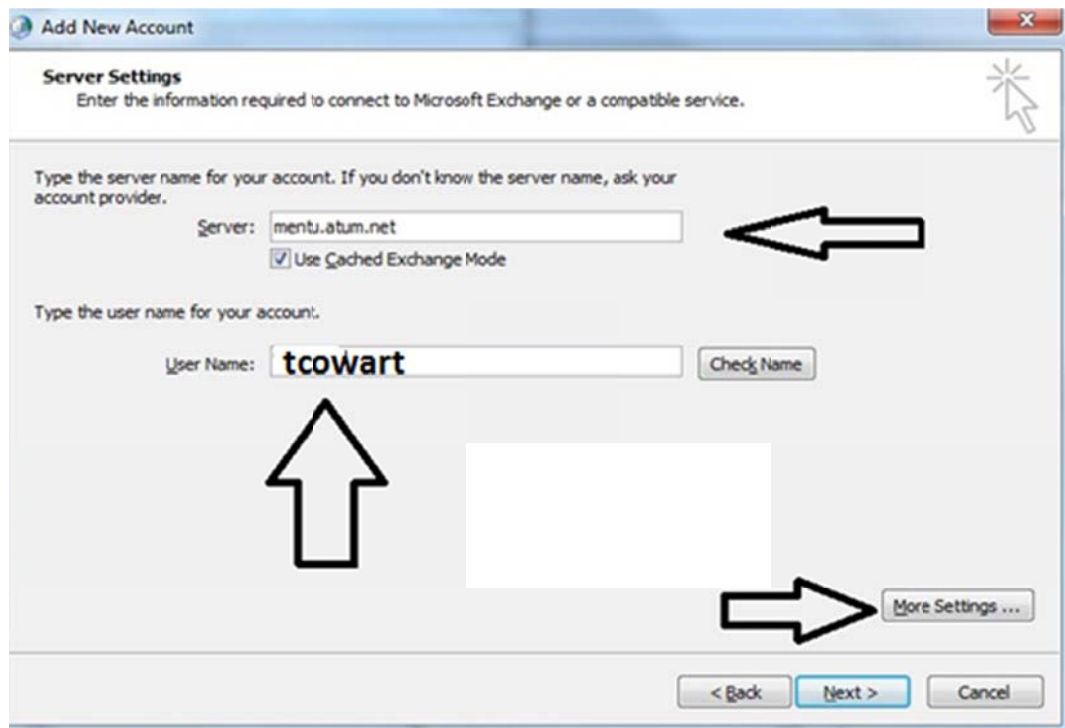 Add New Account
Server Settings
Enter the information required to connect to Microsoft Exchange or a compatible service.
Type the server name for your account. If you don't know the server name, ask your
account provider.
Server: mentu.atum.net
Use Cached Exchange Mode
Type the user name for your account.
User Name: tcowart Check Name
More Settings ...
< Back Next > Cancel